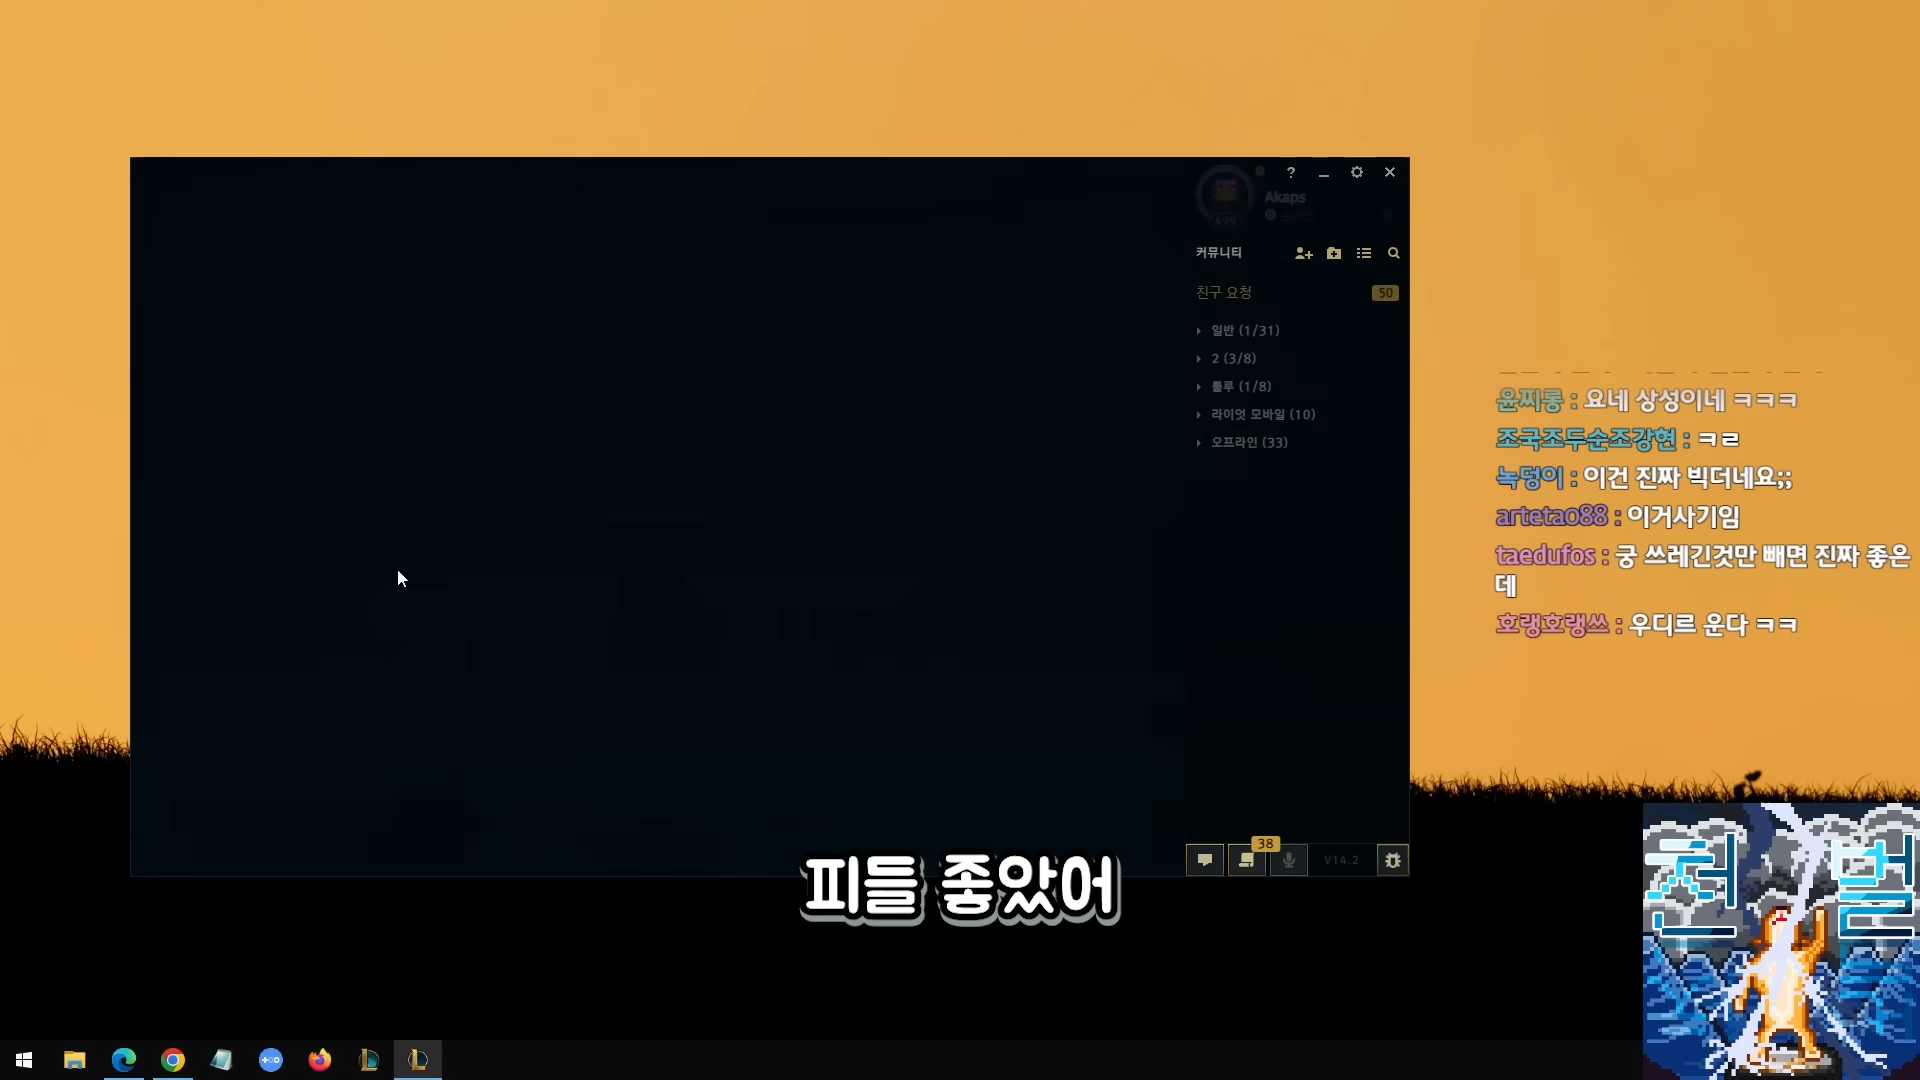 ?
Akaps
커뮤니티
친구 요청
50
일반 (1/31)
2 (3/8)
롤루 (1/8)
라이엇 모바일 (10)
오프라인 (33)
윤찌롱 : 요네 상성이네 ㅋㅋㅋ
조국조두순조강현 : ㅋㄹ
녹덩이 : 이건 진짜 빅더네요;;
artetao88 : 이거사기임
taedufos : 궁 쓰레긴것만 빼면 진짜 좋은
데
호랭호랭쓰 : 우디르 운다 ㅋㅋ
38
V14.2
피들 좋았어
천벌